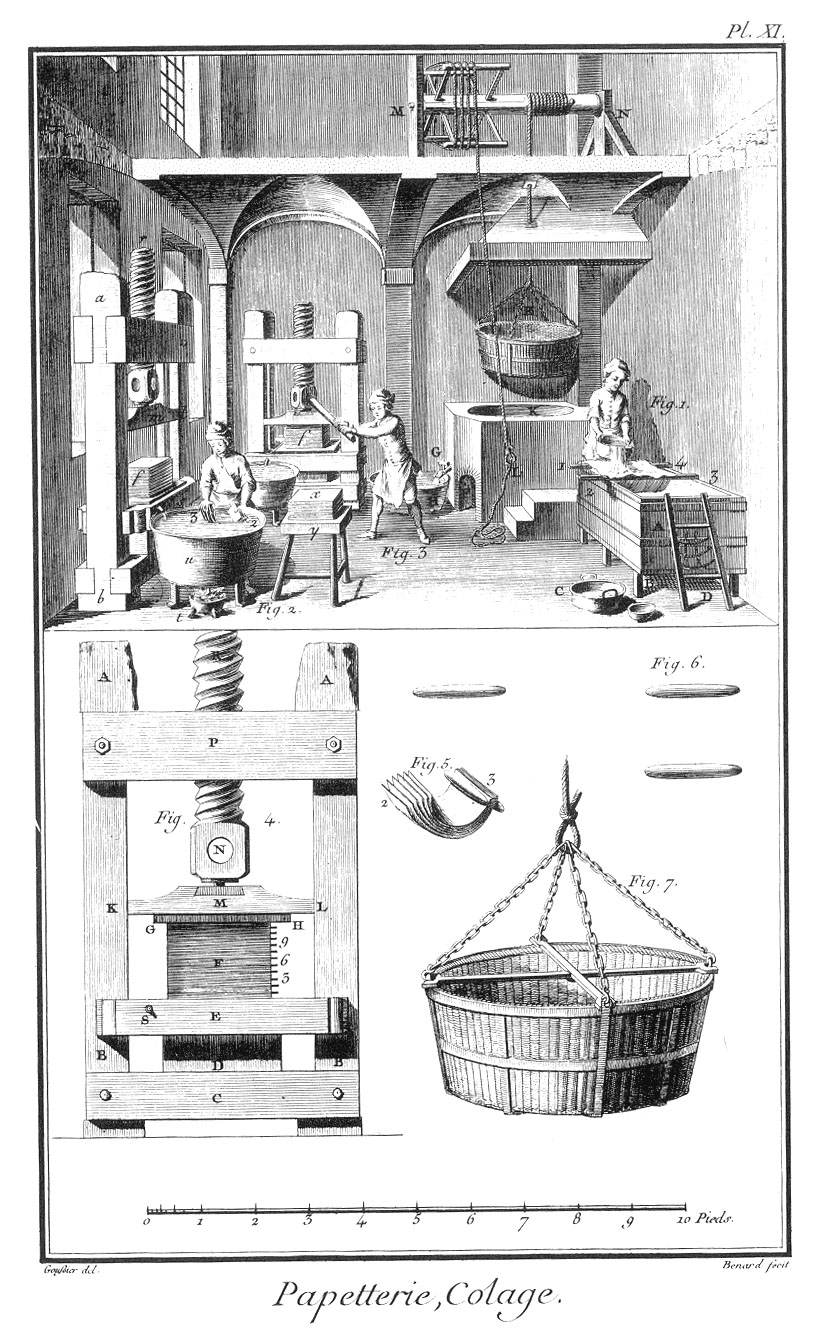 Pl. XI.
M
N
r
a
H
K
Fig. 1.
G
f
f
L
1
4
3
2
x
y
3
2
u
A
Fig. 3
B
b
t
Fig. 2.
C
D
R
Fig. 6.
A
A
P
Fig. 5.
2
3
Fig. 4.
N
Fig. 7.
K
M
L
G
H
F
9
6
3
S
E
B
D
B
C
0 1 2 3 4 5 6 7 8 9 10 Pieds.
Goussier del.
Benard fecit
Papetterie, Colage.